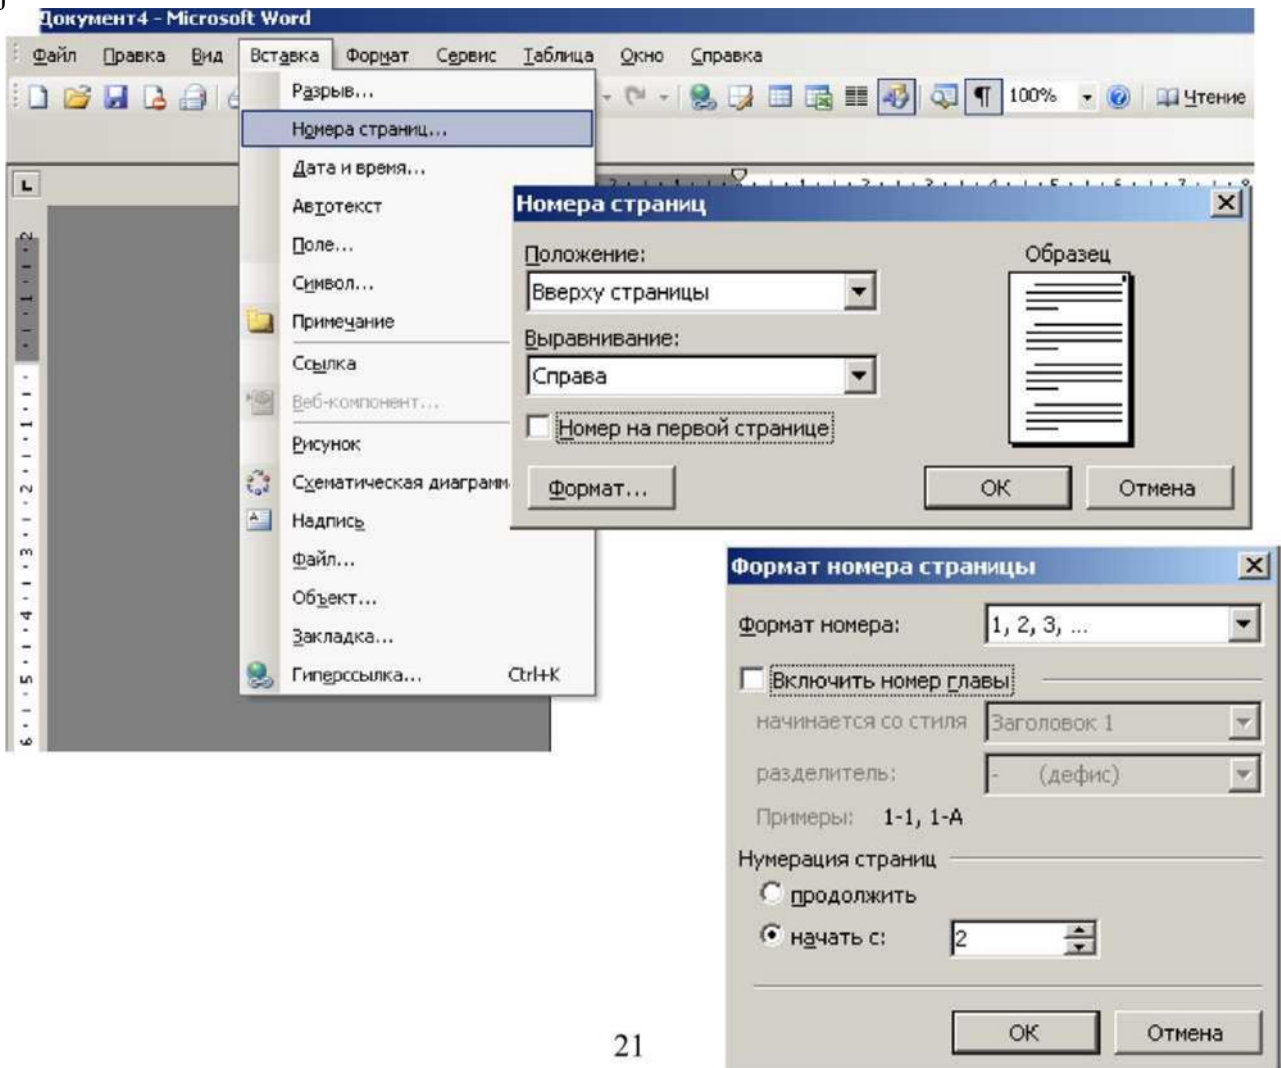 Документ4 - Microsoft Word
Файл Правка Вид Вставка Формат Сервис Таблица Окно Справка
100% Чтение
Разрыв...
Номера страниц...
Дата и время...
Автотекст
Поле...
Символ...
Примечание
Ссылка
Веб-компонент...
Рисунок
Схематическая диаграмм
Надпись
Файл...
Объект...
Закладка...
Гиперссылка... Ctrl+K
Номера страниц
Положение:
Вверху страницы
Выравнивание:
Справа
Номер на первой странице
Образец
Формат... ОК Отмена
Формат номера страницы
Формат номера: 1, 2, 3, ...
Включить номер главы
начинается со стиля Заголовок 1
разделитель: - (дефис)
Примеры: 1-1, 1-А
Нумерация страниц
продолжить
начать с: 2
ОК Отмена
21